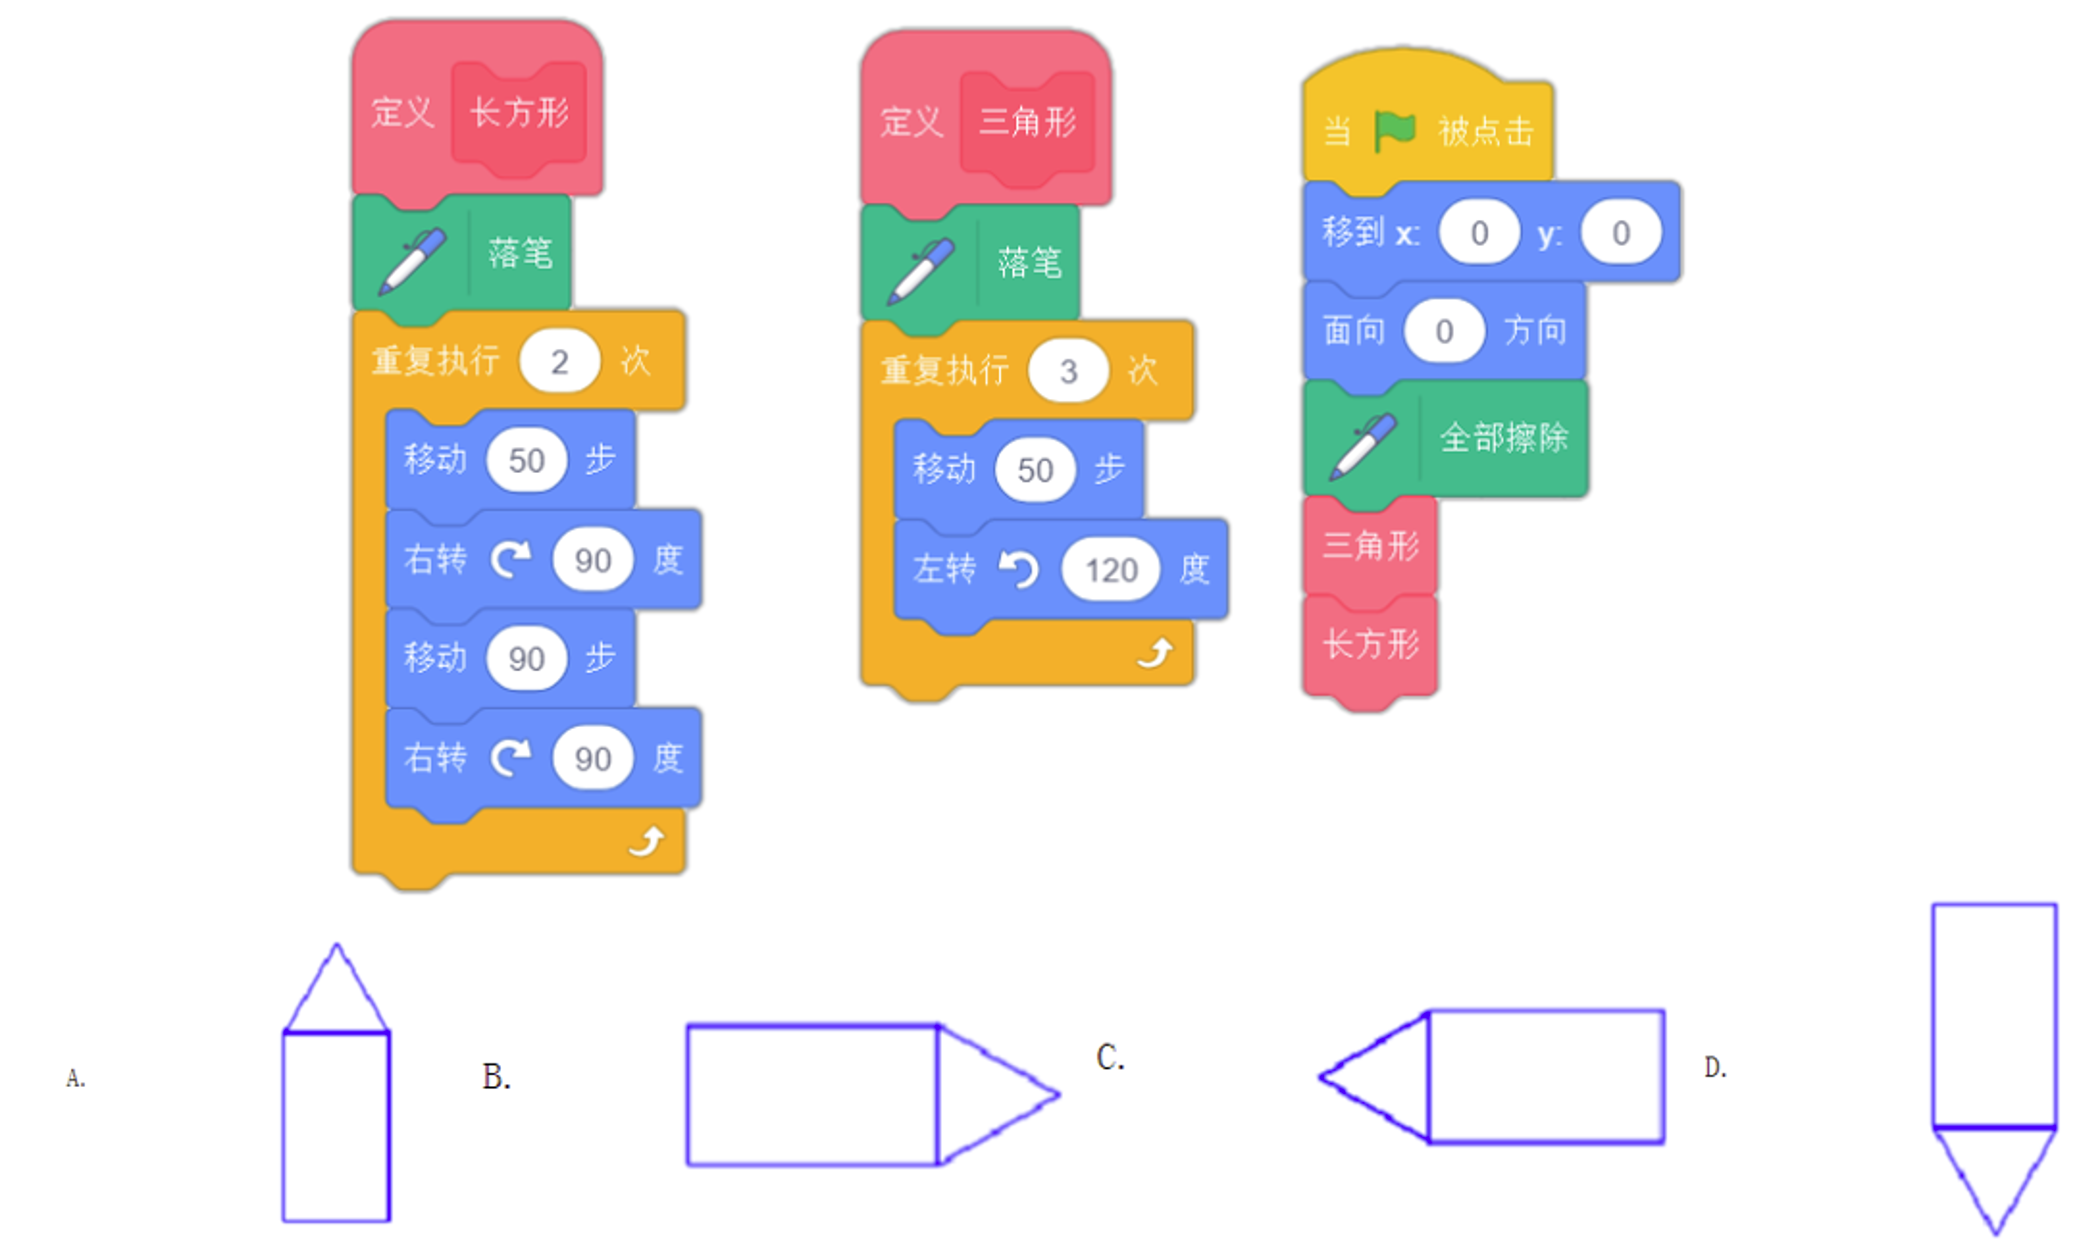 定义 长方形
落笔
重复执行 2 次
移动 50 步
右转 90 度
移动 90 步
右转 90 度
定义 三角形
落笔
重复执行 3 次
移动 50 步
左转 120 度
当 被点击
移到 x: 0 y: 0
面向 0 方向
全部擦除
三角形
长方形
A.
B.
C.
D.